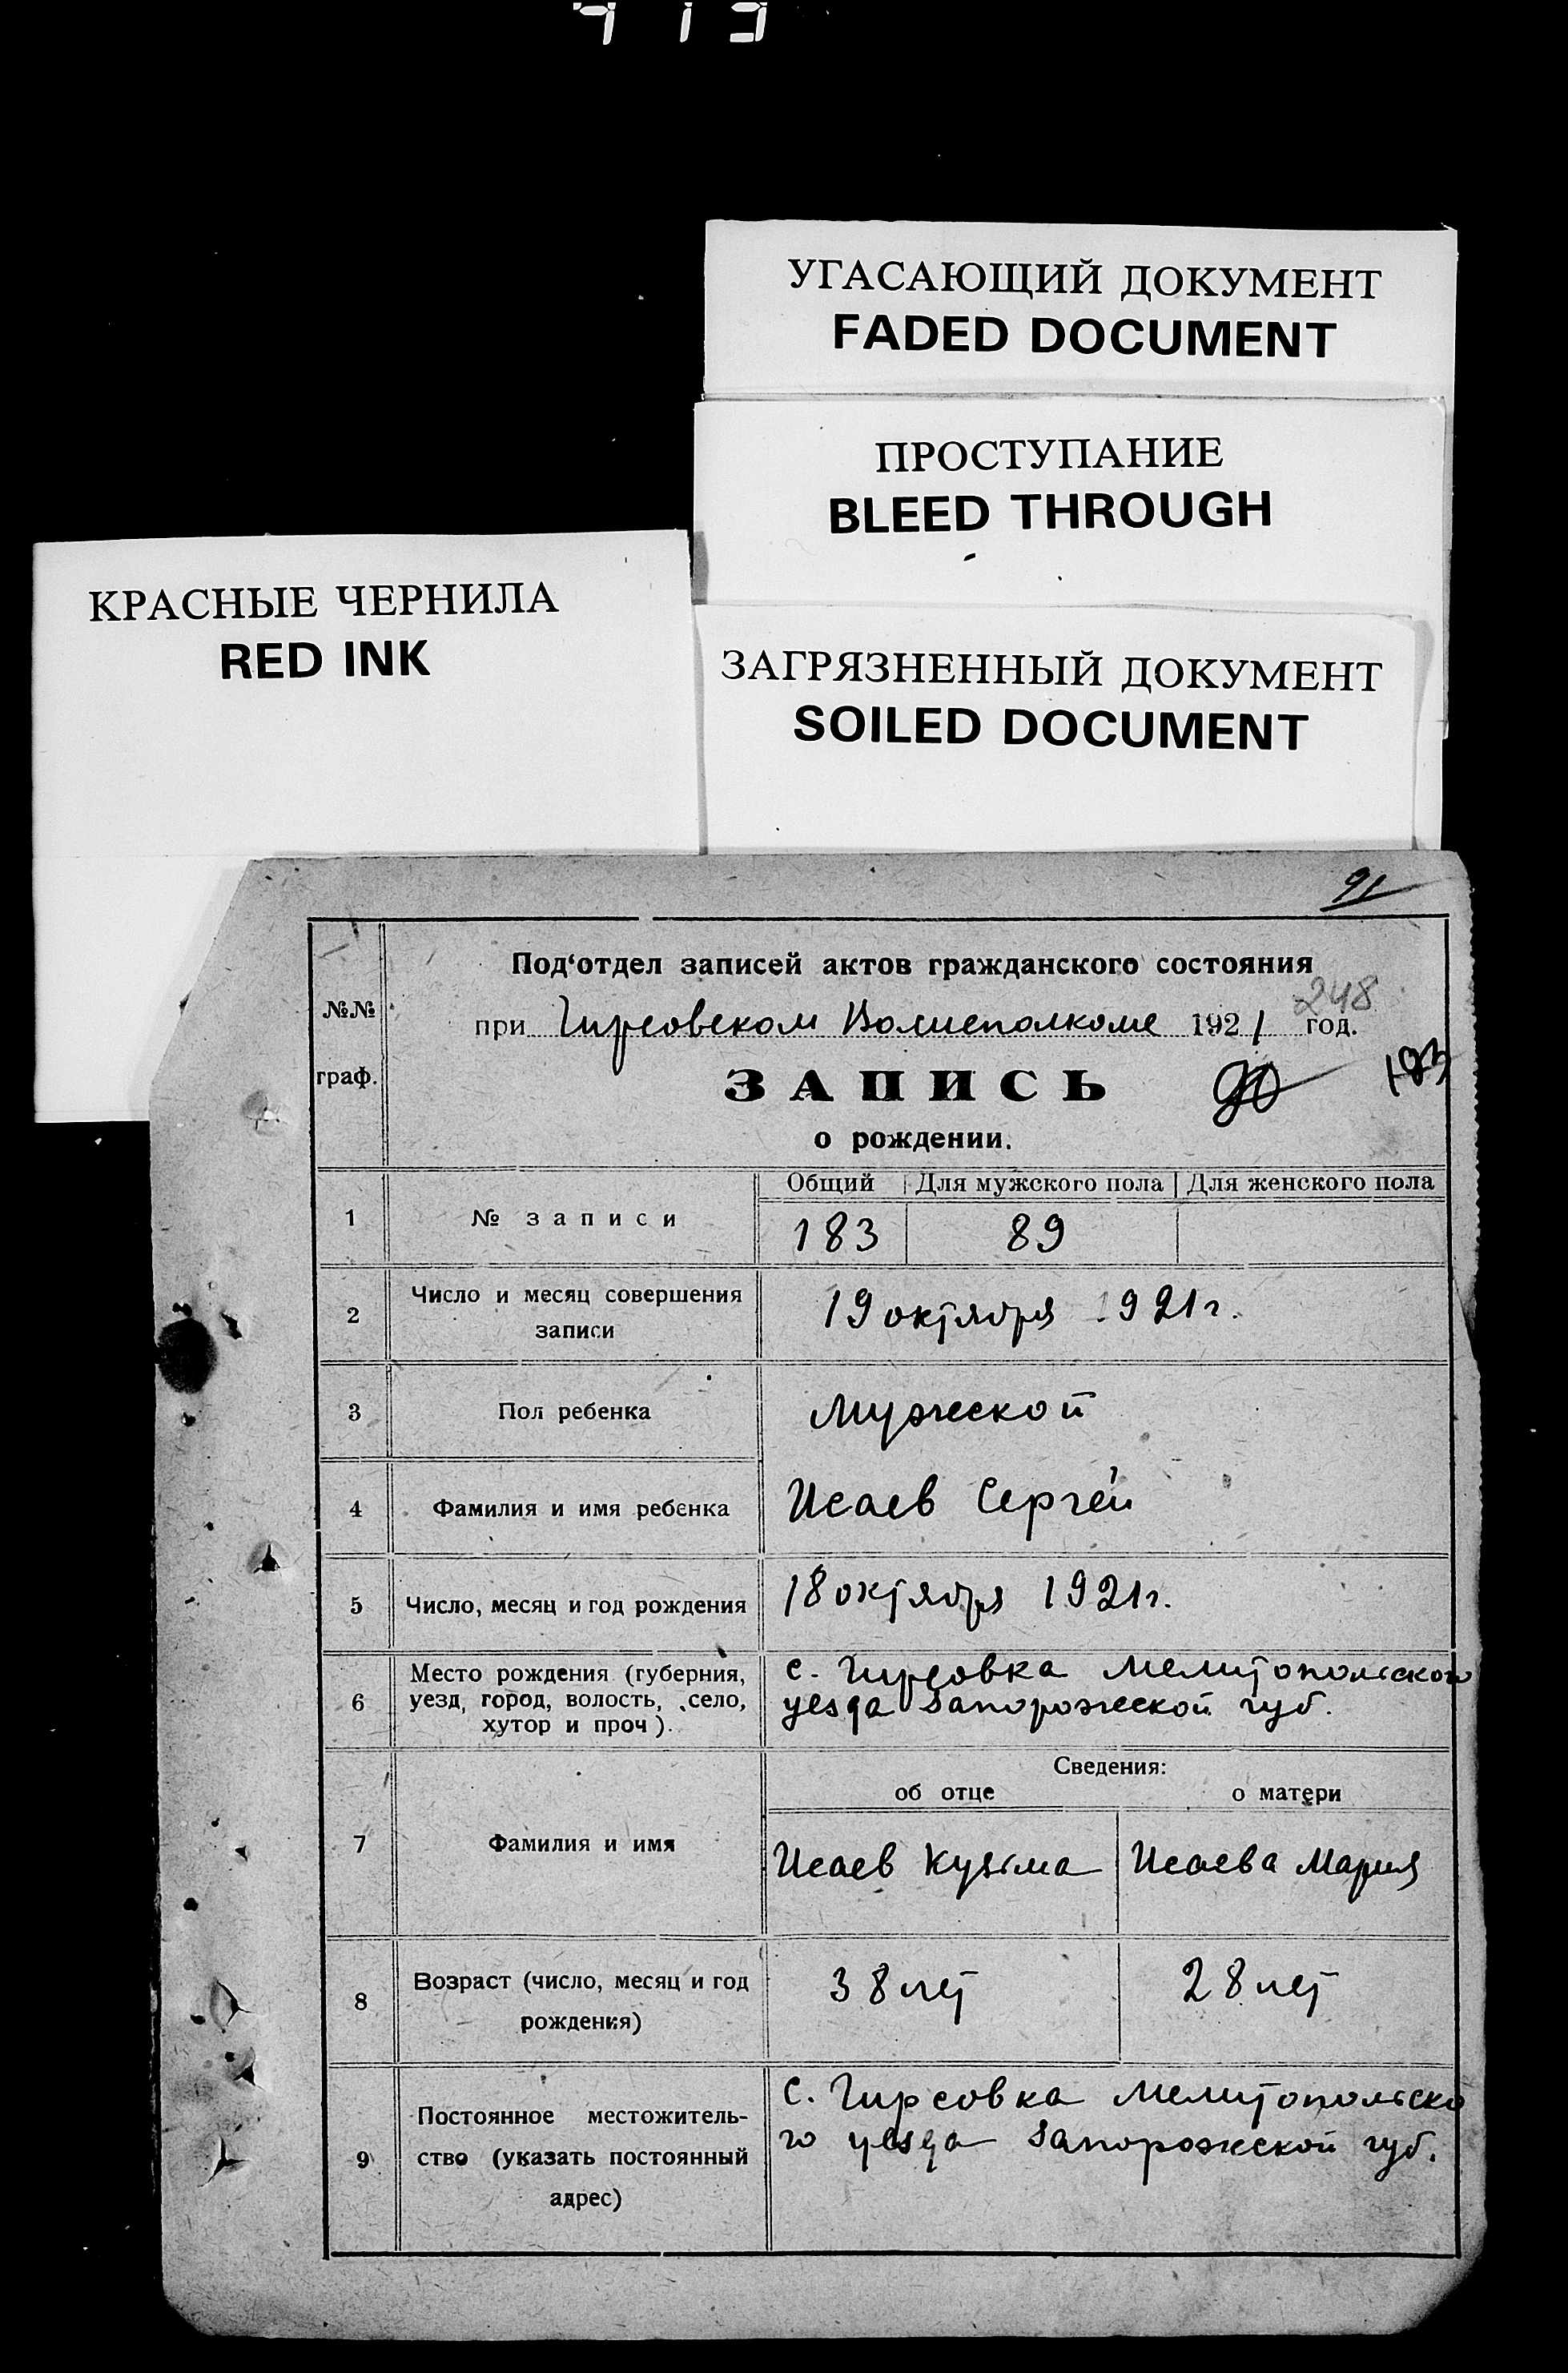 УГАСАЮЩИЙ ДОКУМЕНТ
FADED DOCUMENT
ПРОСТУПАНИЕ
BLEED THROUGH
КРАСНЫЕ ЧЕРНИЛА
RED INK
ЗАГРЯЗНЕННЫЙ ДОКУМЕНТ
SOILED DOCUMENT
91
Под‘отдел записей актов гражданского состояния
248
№№
при Гирсовском Волисполкоме 1921 год.
граф.
ЗАПИСЬ
90
о рождении.
Общий Для мужского пола Для женского пола
1 № записи 183 89
2 Число и месяц совершения
записи
19 октября 1921 г.
3 Пол ребенка Мужеской
4 Фамилия и имя ребенка Исаев Сергей
5 Число, месяц и год рождения 18 октября 1921 г.
6 Место рождения (губерния,
уезд, город, волость, село,
хутор и проч).
с. Гирсовка Мелитопольского
уезда Запорожской губ.
Сведения:
об отце о матери
7 Фамилия и имя Исаев Кузьма Исаева Мария
8 Возраст (число, месяц и год
рождения)
38 лет 28 лет
9 Постоянное местожитель-
ство (указать постоянный
адрес)
С. Гирсовка Мелитопольско
го уезда Запорожской губ.